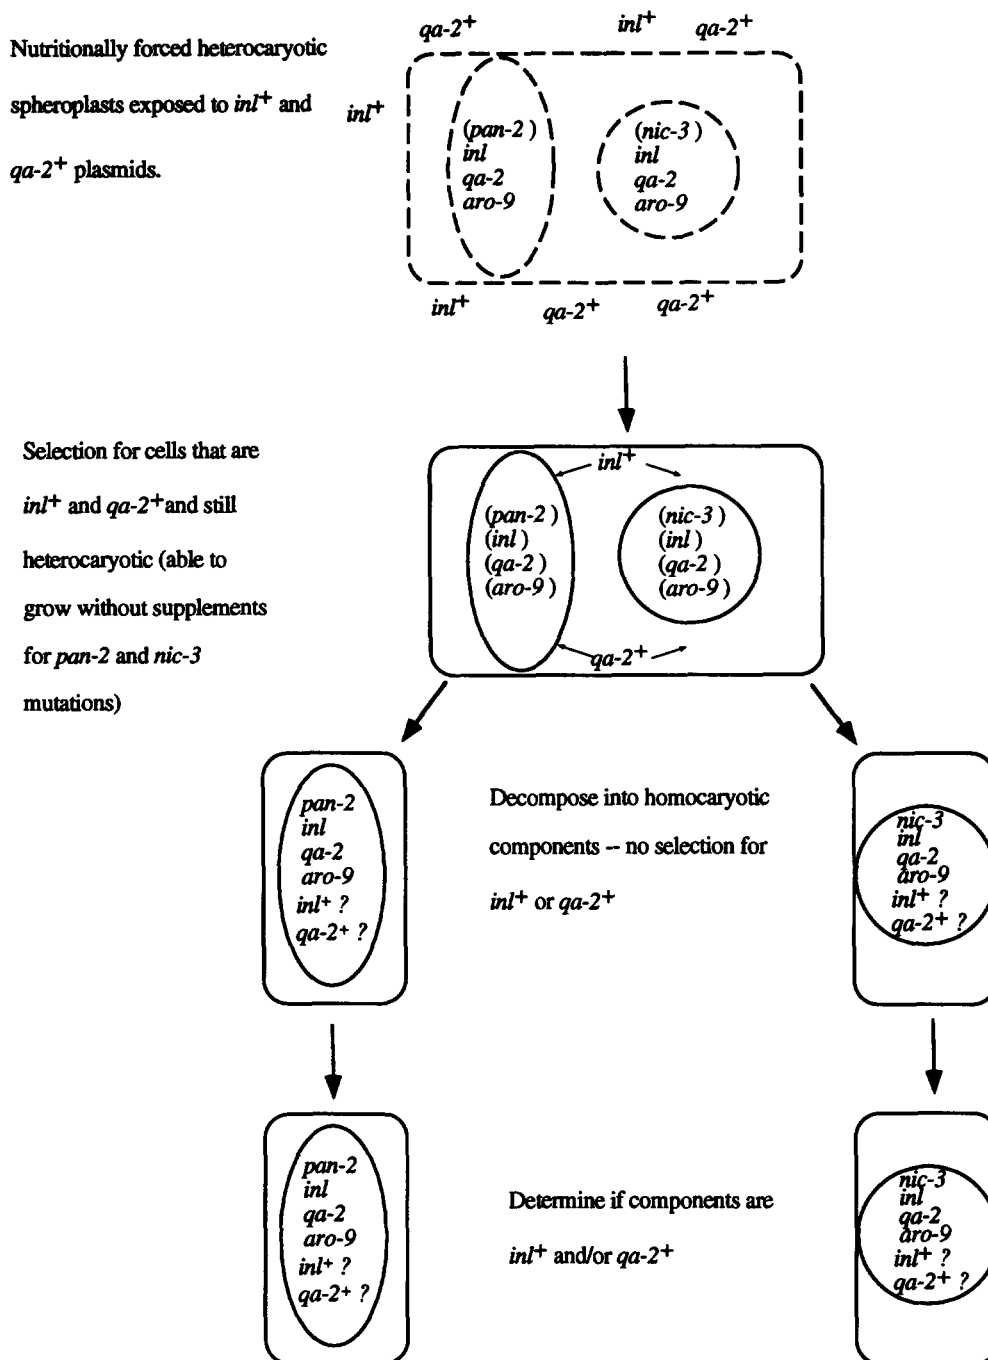 Nutritionally forced heterocaryotic
spheroplasts exposed to inl+ and
qa-2+ plasmids.
qa-2+
inl+
qa-2+
inl+
(pan-2 )
inl
qa-2
aro-9
(nic-3 )
inl
qa-2
aro-9
inl+
qa-2+
qa-2+
Selection for cells that are
inl+ and qa-2+and still
heterocaryotic (able to
grow without supplements
for pan-2 and nic-3
mutations)
inl+
(pan-2 )
(inl )
(qa-2 )
(aro-9 )
(nic-3 )
(inl )
(qa-2 )
(aro-9 )
qa-2+
pan-2
inl
qa-2
aro-9
inl+ ?
qa-2+ ?
Decompose into homocaryotic
components -- no selection for
inl+ or qa-2+
nic-3
inl
qa-2
aro-9
inl+ ?
qa-2+ ?
pan-2
inl
qa-2
aro-9
inl+ ?
qa-2+ ?
Determine if components are
inl+ and/or qa-2+
nic-3
inl
qa-2
aro-9
inl+ ?
qa-2+ ?